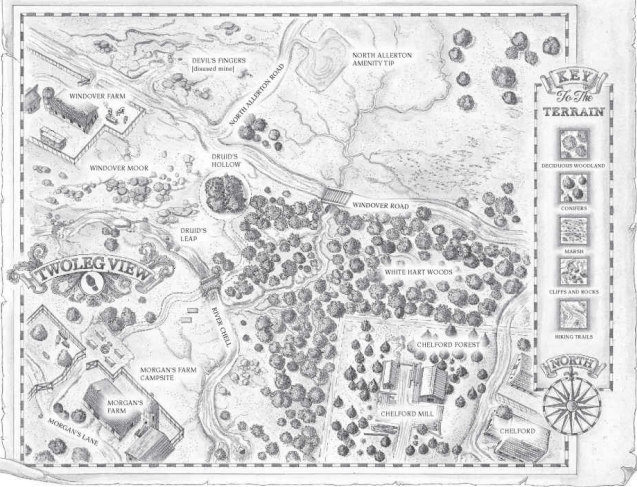 DEVIL'S FINGERS
[disused mine]
NORTH ALLERTON
AMENITY TIP
NORTH ALLERTON ROAD
WINDOVER FARM
WINDOVER MOOR
DRUID'S
HOLLOW
WINDOVER ROAD
DRUID'S
LEAP
TWOLEG VIEW
WHITE HART WOODS
RIVER CHELL
CHELFORD FOREST
MORGAN'S FARM
CAMPSITE
MORGAN'S
FARM
CHELFORD MILL
MORGAN'S LANE
CHELFORD
KEY
To The
TERRAIN
DECIDUOUS WOODLAND
CONIFERS
MARSH
CLIFFS AND ROCKS
HIKING TRAILS
NORTH